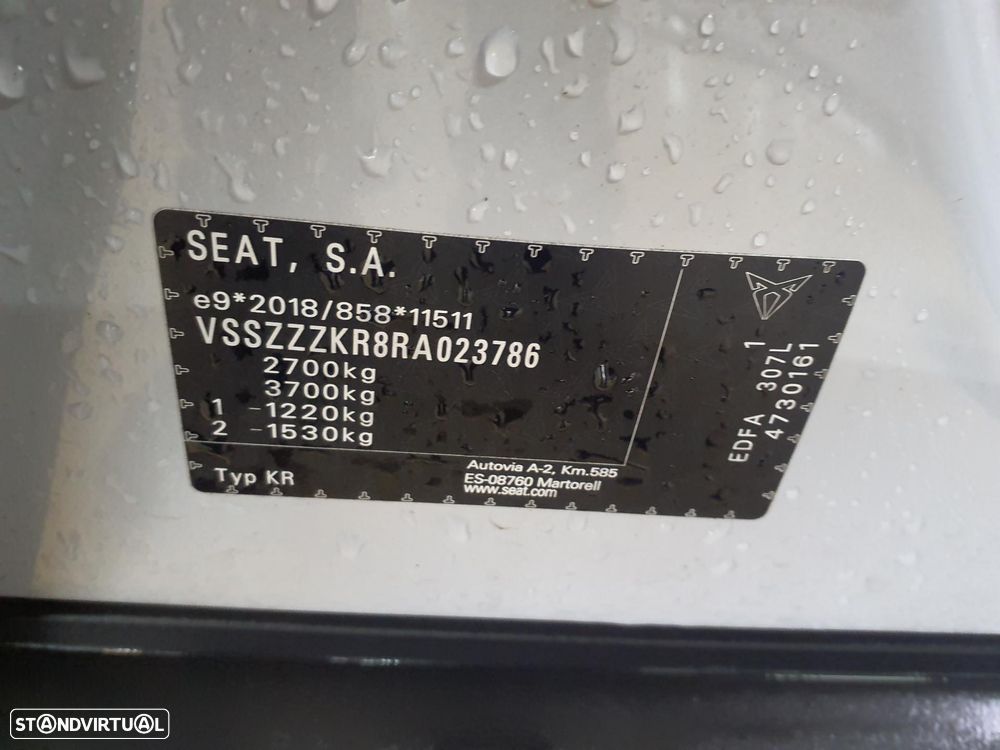 SEAT, S.A.
e9*2018/858*11511
VSSZZZKR8RA023786
2700kg
3700kg
1 -1220kg
2 -1530kg
Typ KR
Autovia A-2, Km.585
ES-08760 Martorell
www.seat.com
EDFA 307L 1
4730161
STANDVIRTUAL